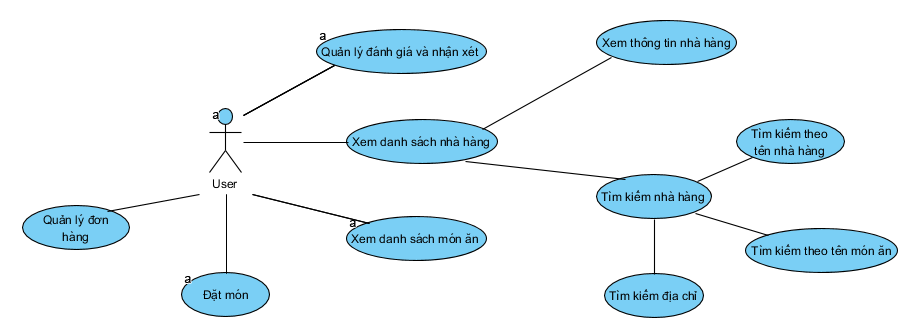 a
Quản lý đánh giá và nhận xét
Xem thông tin nhà hàng
a
Xem danh sách nhà hàng
Tìm kiếm theo
tên nhà hàng
User
Tìm kiếm nhà hàng
Quản lý đơn
hàng
a
Xem danh sách món ăn
Tìm kiếm theo tên món ăn
a
Đặt món
Tìm kiếm địa chỉ